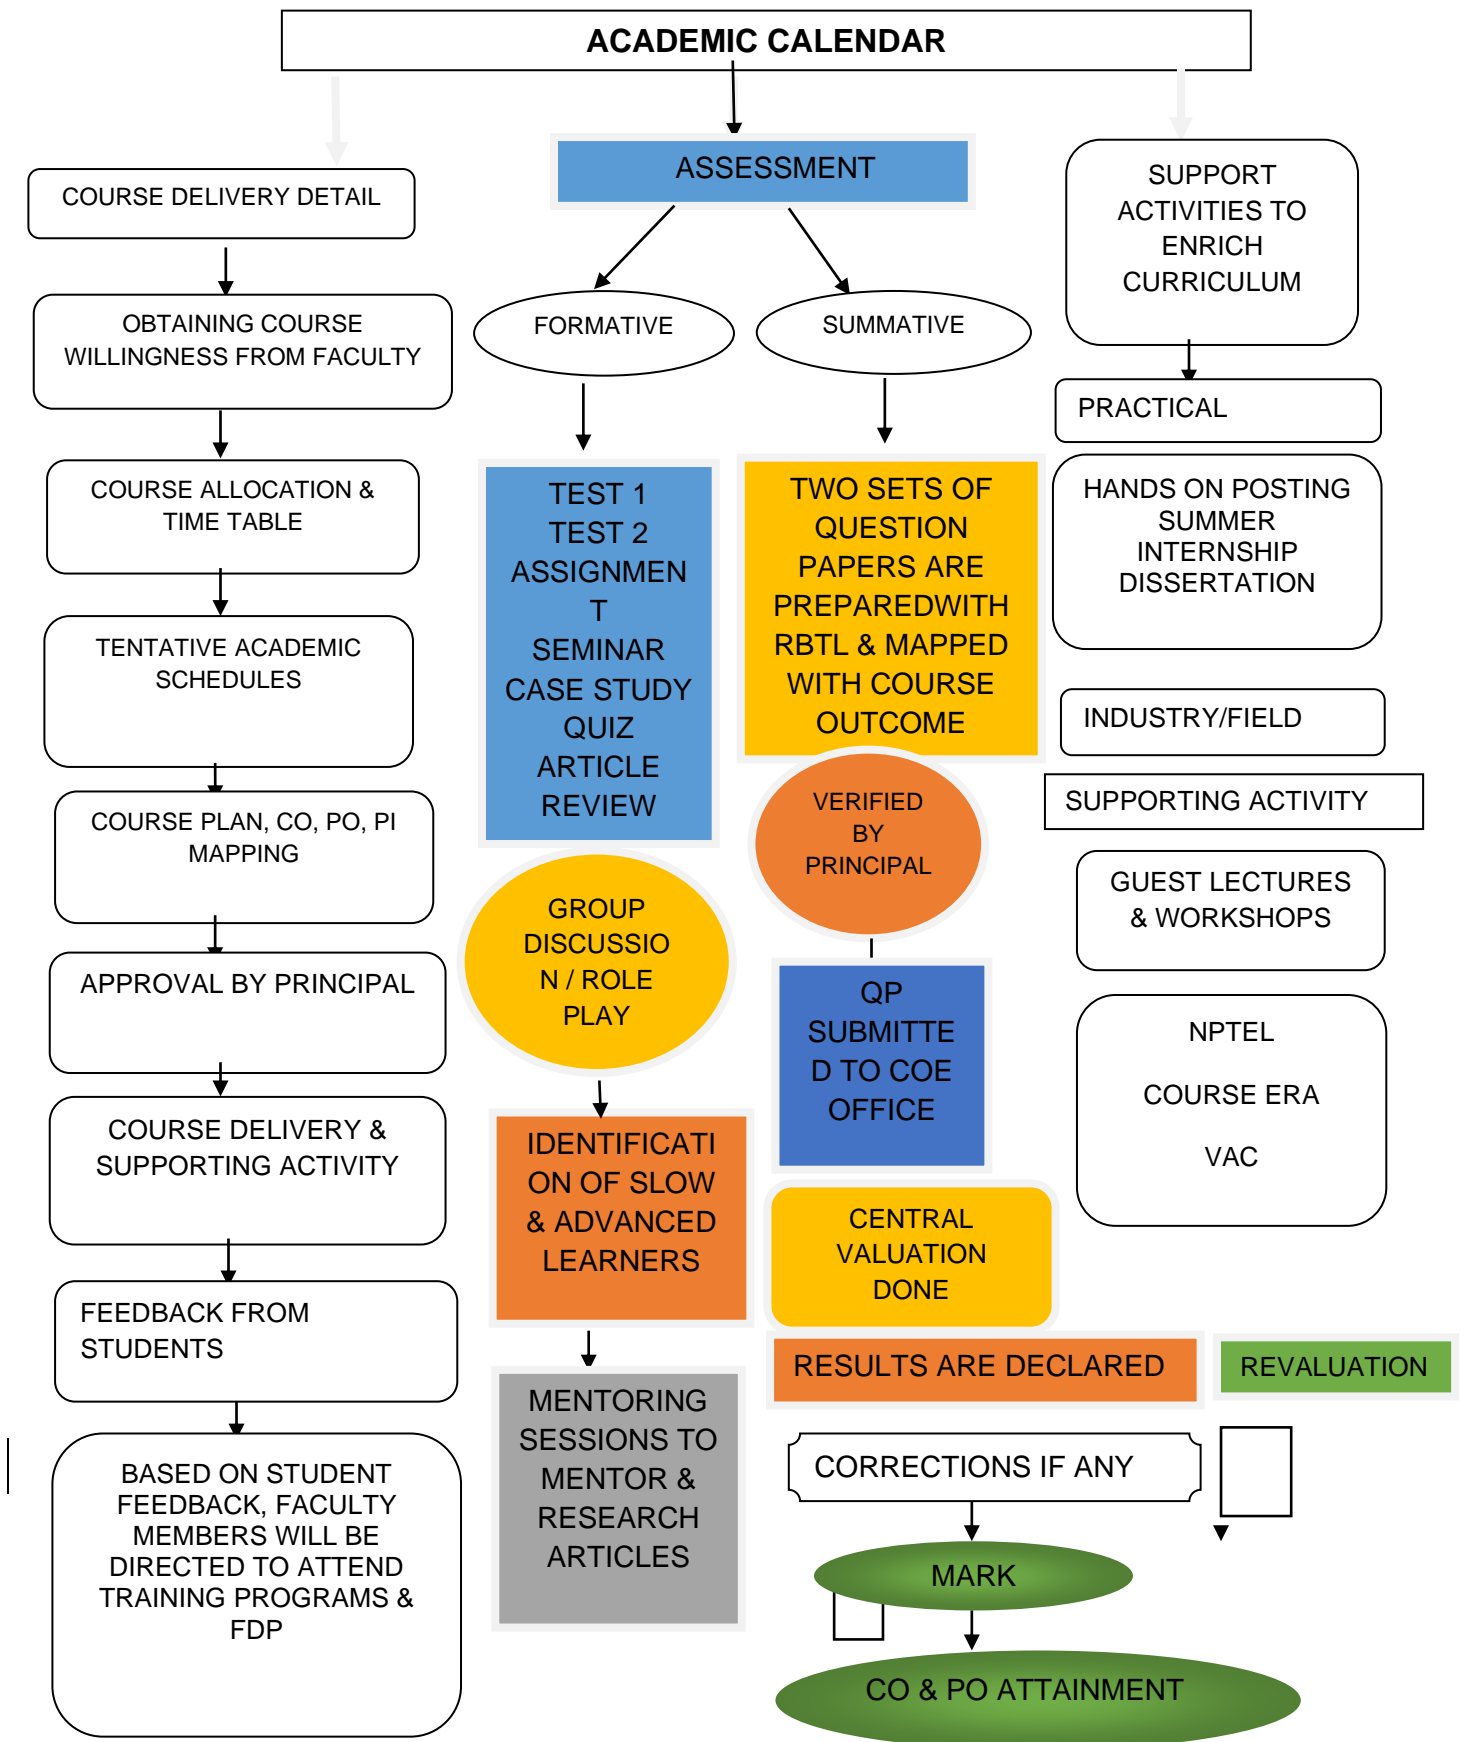 ACADEMIC CALENDAR
COURSE DELIVERY DETAIL
OBTAINING COURSE
WILLINGNESS FROM FACULTY
COURSE ALLOCATION &
TIME TABLE
TENTATIVE ACADEMIC
SCHEDULES
COURSE PLAN, CO, PO, PI
MAPPING
APPROVAL BY PRINCIPAL
COURSE DELIVERY &
SUPPORTING ACTIVITY
FEEDBACK FROM
STUDENTS
BASED ON STUDENT
FEEDBACK, FACULTY
MEMBERS WILL BE
DIRECTED TO ATTEND
TRAINING PROGRAMS &
FDP
ASSESSMENT
FORMATIVE
TEST 1
TEST 2
ASSIGNMEN
T
SEMINAR
CASE STUDY
QUIZ
ARTICLE
REVIEW
GROUP
DISCUSSIO
N / ROLE
PLAY
IDENTIFICATI
ON OF SLOW
& ADVANCED
LEARNERS
MENTORING
SESSIONS TO
MENTOR &
RESEARCH
ARTICLES
SUMMATIVE
TWO SETS OF
QUESTION
PAPERS ARE
PREPAREDWITH
RBTL & MAPPED
WITH COURSE
OUTCOME
VERIFIED
BY
PRINCIPAL
QP
SUBMITTE
D TO COE
OFFICE
CENTRAL
VALUATION
DONE
RESULTS ARE DECLARED
REVALUATION
CORRECTIONS IF ANY
MARK
CO & PO ATTAINMENT
SUPPORT
ACTIVITIES TO
ENRICH
CURRICULUM
PRACTICAL
HANDS ON POSTING
SUMMER
INTERNSHIP
DISSERTATION
INDUSTRY/FIELD
SUPPORTING ACTIVITY
GUEST LECTURES
& WORKSHOPS
NPTEL
COURSE ERA
VAC